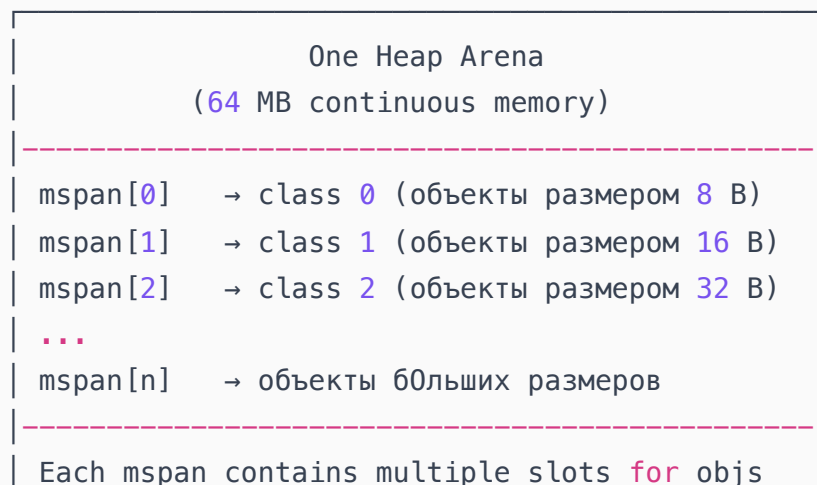 One Heap Arena
(64 MB continuous memory)
mspan[0] → class 0 (объекты размером 8 B)
mspan[1] → class 1 (объекты размером 16 B)
mspan[2] → class 2 (объекты размером 32 B)
...
mspan[n] → объекты бОльших размеров
Each mspan contains multiple slots for objs